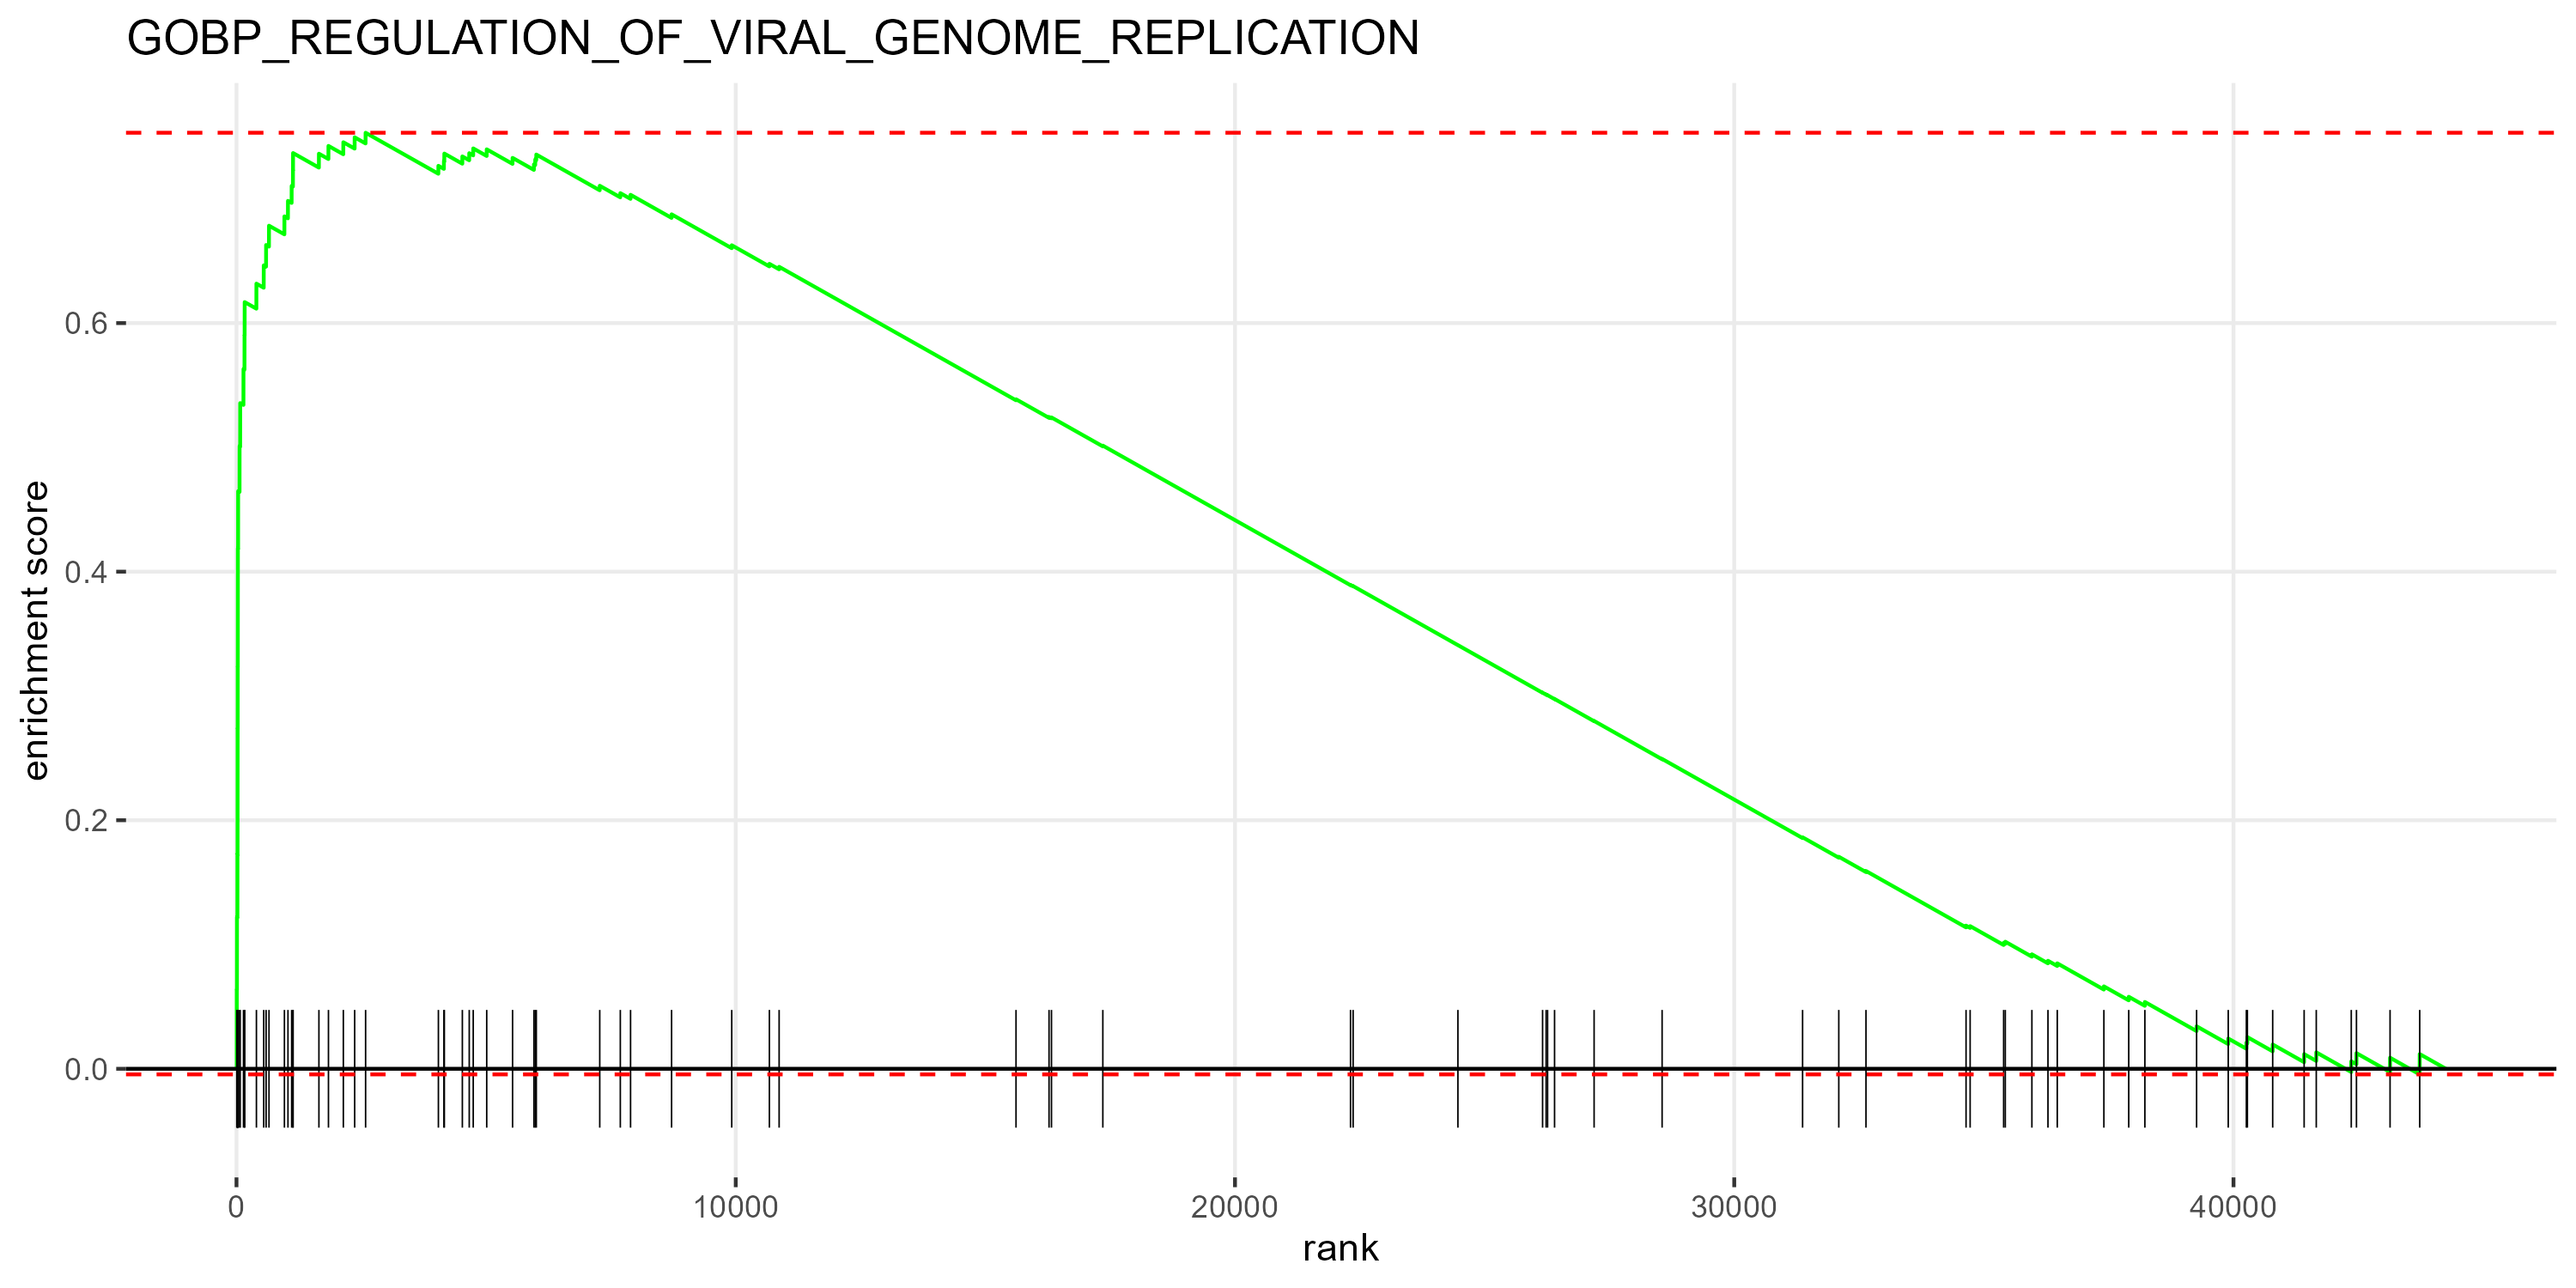 GOBP_REGULATION_OF_VIRAL_GENOME_REPLICATION
enrichment score
0.6
0.4
0.2
0.0
0 10000 20000 30000 40000
rank